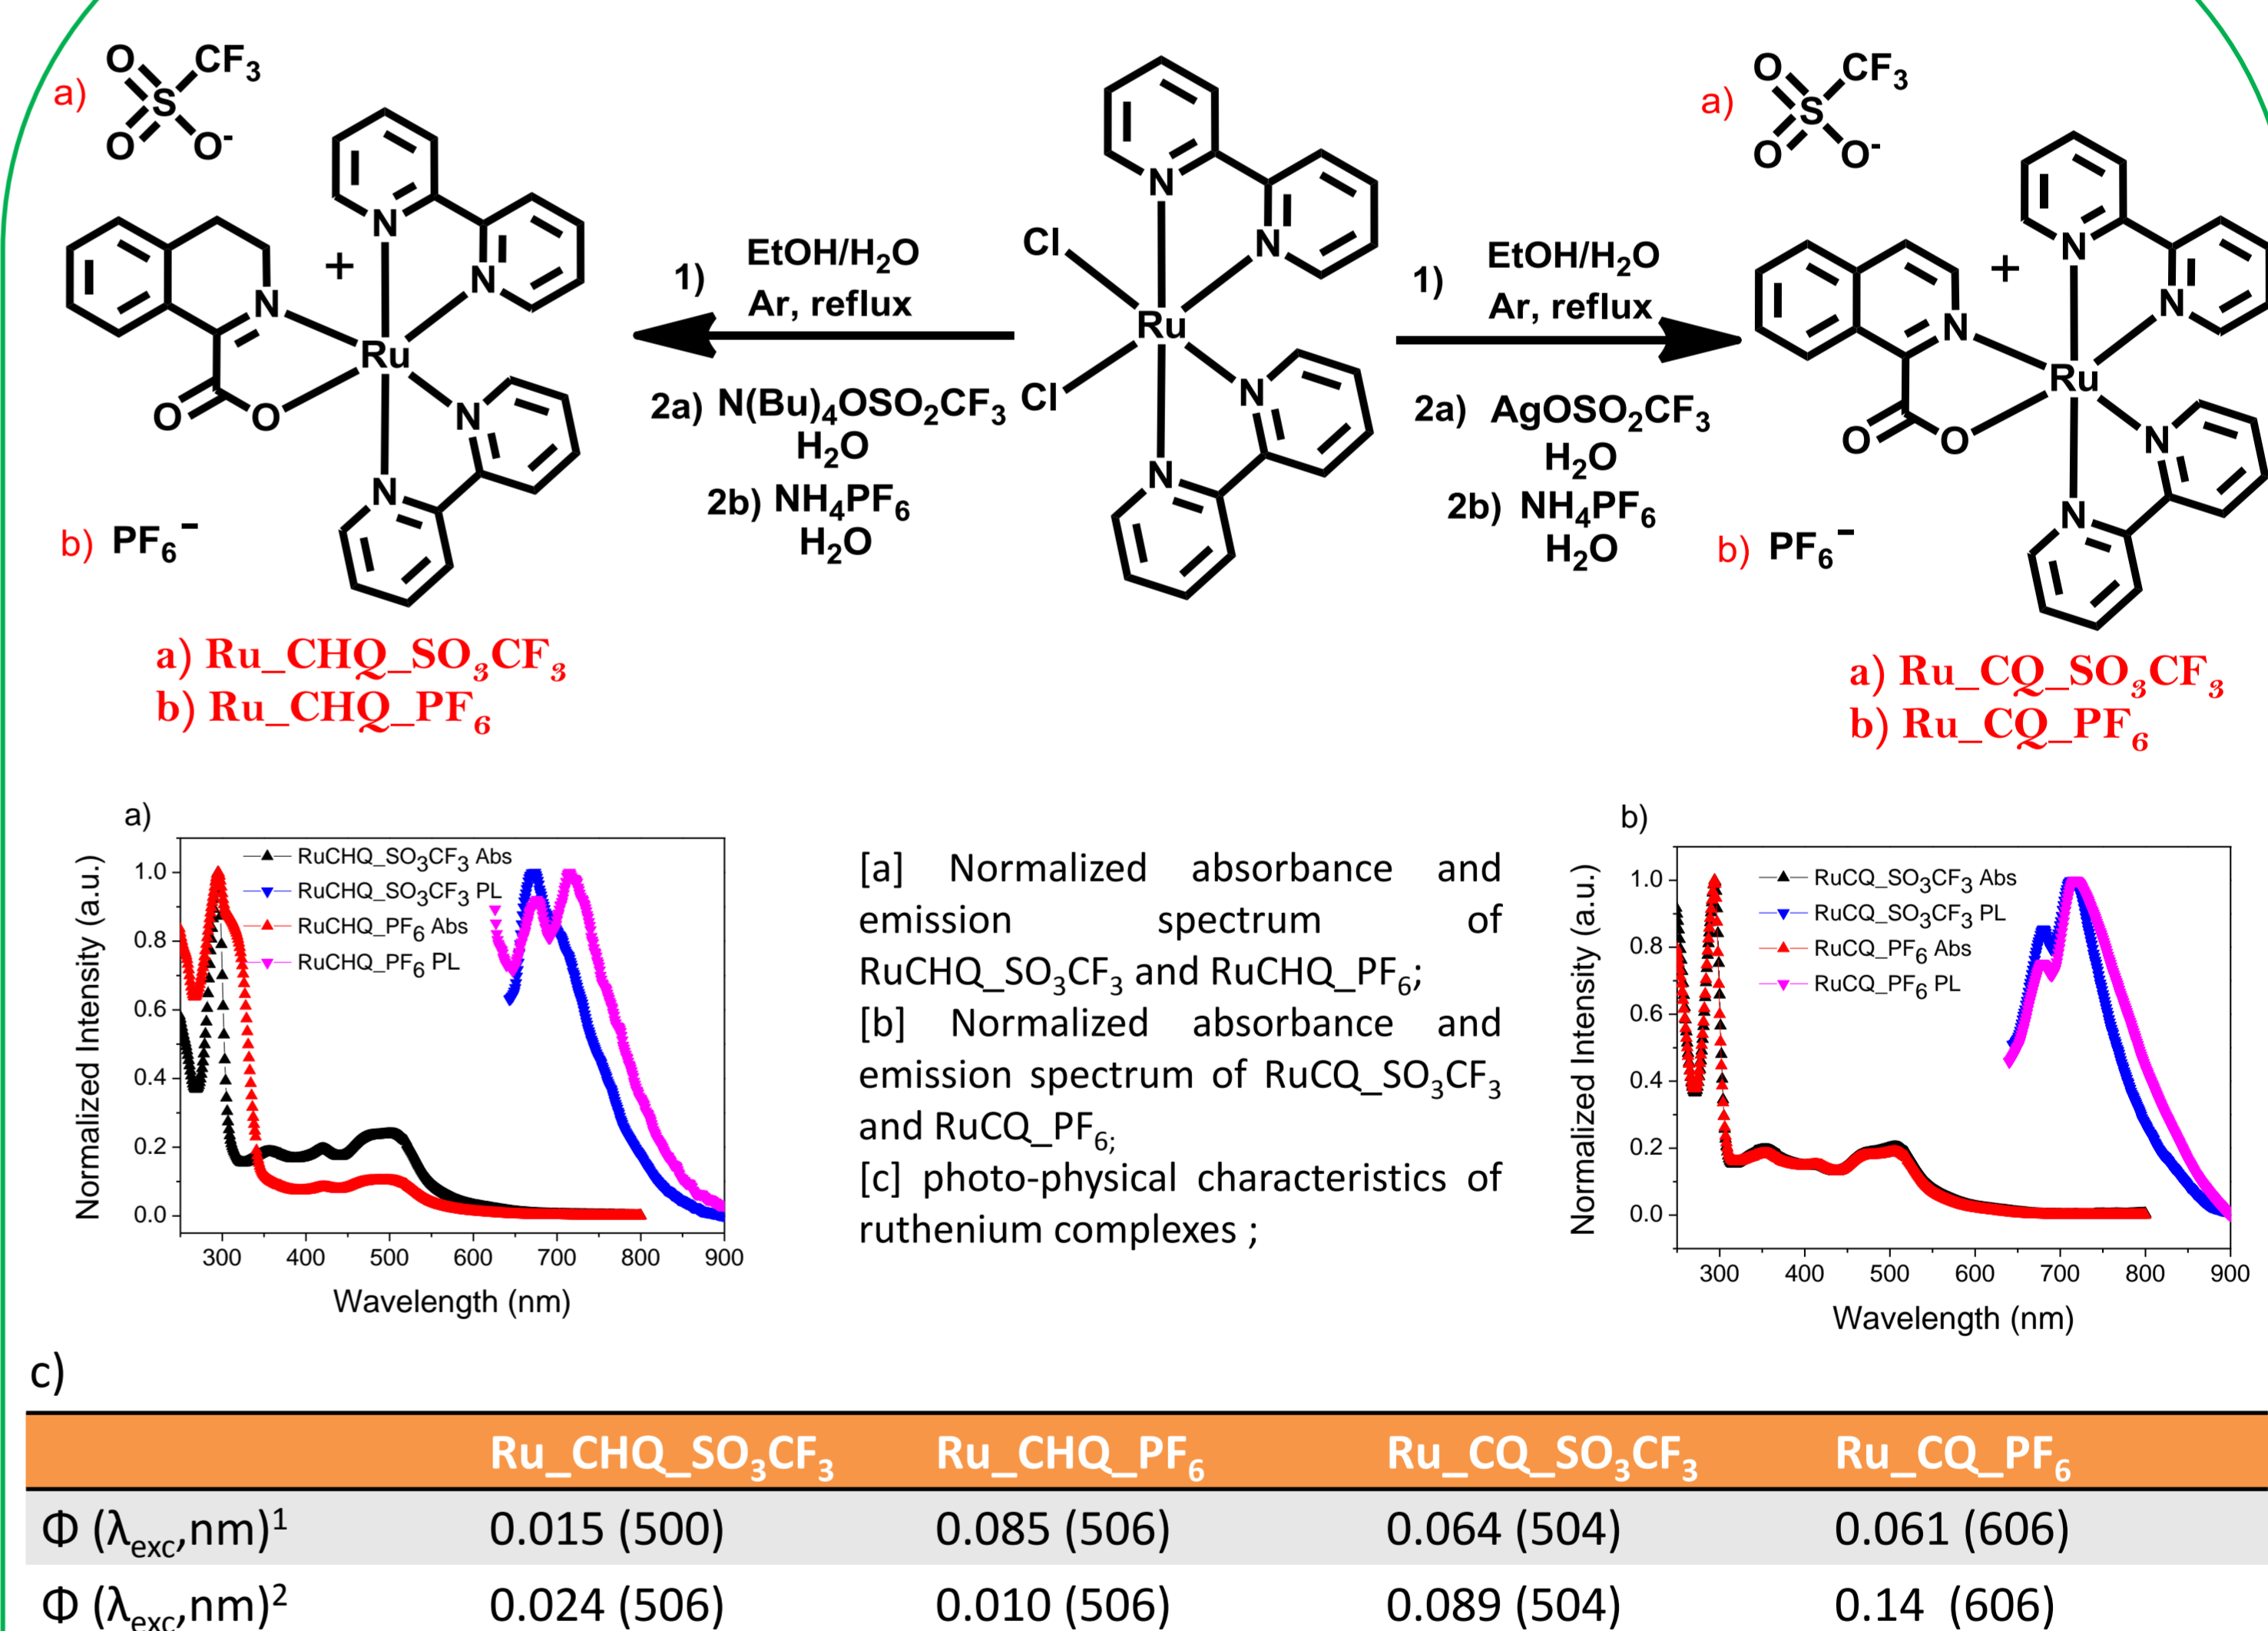 a)
O
CF3
S
O
O-
N
N
N
+
Ru
O
O
N
N
b) PF6−
a) Ru_CHQ_SO3CF3
b) Ru_CHQ_PF6
1) EtOH/H2O
Ar, reflux
2a) N(Bu)4OSO2CF3
H2O
2b) NH4PF6
H2O
N
N
Cl
Ru
Cl
N
N
1) EtOH/H2O
Ar, reflux
2a) AgOSO2CF3
H2O
2b) NH4PF6
H2O
a)
O
CF3
S
O
O-
N
N
N
+
Ru
O
O
N
N
b) PF6−
a) Ru_CQ_SO3CF3
b) Ru_CQ_PF6
a)
Normalized Intensity (a.u.)
1.0
0.8
0.6
0.4
0.2
0.0
RuCHQ_SO3CF3 Abs
RuCHQ_SO3CF3 PL
RuCHQ_PF6 Abs
RuCHQ_PF6 PL
300 400 500 600 700 800 900
Wavelength (nm)
[a] Normalized absorbance and
emission spectrum of
RuCHQ_SO3CF3 and RuCHQ_PF6;
[b] Normalized absorbance and
emission spectrum of RuCQ_SO3CF3
and RuCQ_PF6;
[c] photo-physical characteristics of
ruthenium complexes ;
b)
Normalized Intensity (a.u.)
1.0
0.8
0.6
0.4
0.2
0.0
RuCQ_SO3CF3 Abs
RuCQ_SO3CF3 PL
RuCQ_PF6 Abs
RuCQ_PF6 PL
300 400 500 600 700 800 900
Wavelength (nm)
c)
Ru_CHQ_SO3CF3 Ru_CHQ_PF6 Ru_CQ_SO3CF3 Ru_CQ_PF6
Φ (λexc,nm)1 0.015 (500) 0.085 (506) 0.064 (504) 0.061 (606)
Φ (λexc,nm)2 0.024 (506) 0.010 (506) 0.089 (504) 0.14 (606)